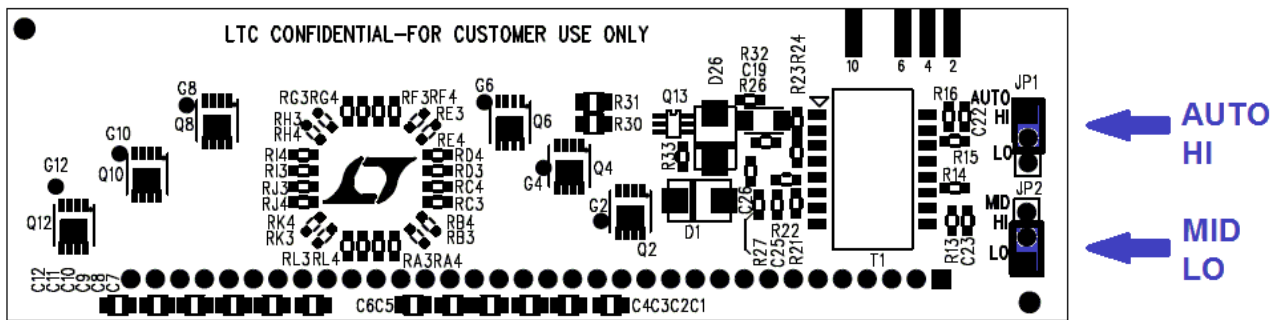 LTC CONFIDENTIAL-FOR CUSTOMER USE ONLY
10 6 4 2
G8
RG3RG4
RF3RF4
G6
R31
R30
Q13
D26
R32
C19
R26
R23R24
R16
AUTO
HI
LO
JP1
AUTO
HI
Q8
RH3
RH4
RE3
RE4
Q6
C22
R15
G10
Q10
RI4
RI3
RJ3
RJ4
RD4
RD3
RC4
RC3
G4
Q4
R33
R14
G12
Q12
RK4
RK3
RB4
RB3
G2
Q2
D1
C26
R22
R27
C25
R21
T1
R13
C23
JP2
MID
HI
LO
MID
LO
RL3RL4
RA3RA4
C12
C11
C10
C9
C8
C7
C6C5
C4C3C2C1